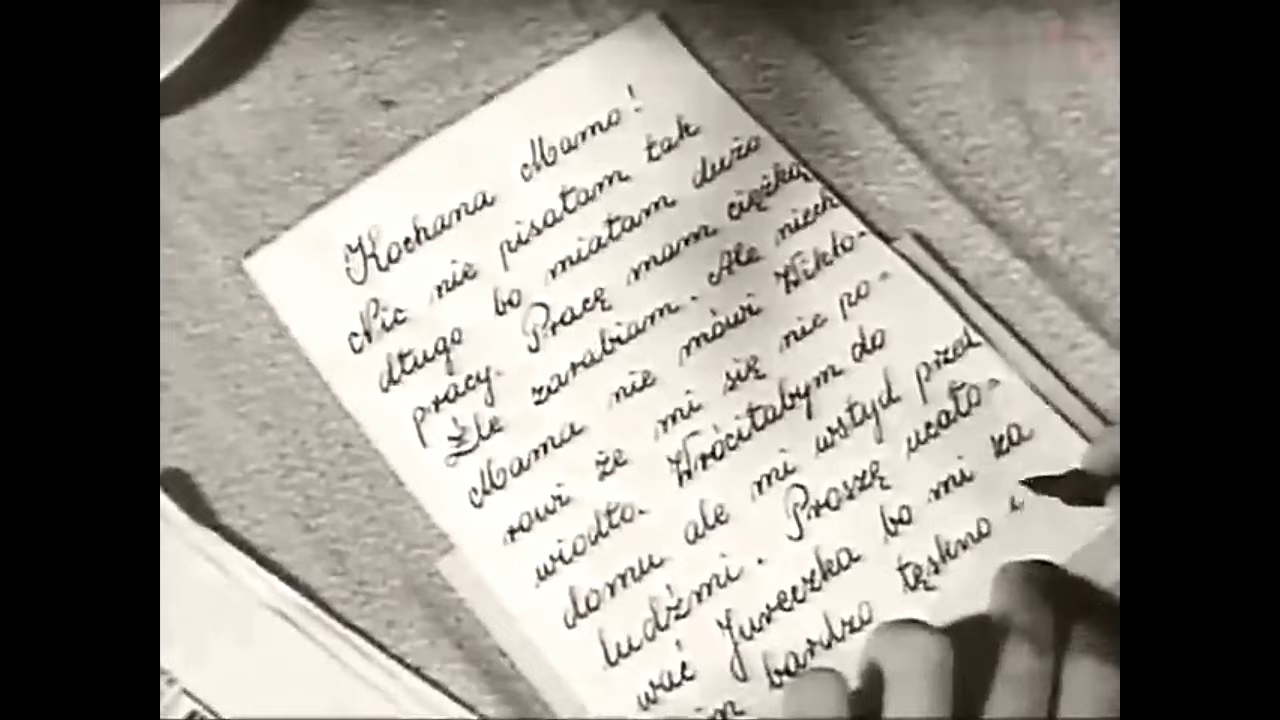 Kochana Mamo!
Nic nie pisałam tak
długo bo miałam dużo
pracy. Pracę mam ciężką
Źle zarabiam. Ale niech
Mama nie mówi Wikto-
rowi że mi się nie po-
wiodło. Wróciłabym do
domu ale mi wstyd przed
ludźmi. Proszę ucało-
wać Jureczka bo mi za
nim bardzo tęskno i